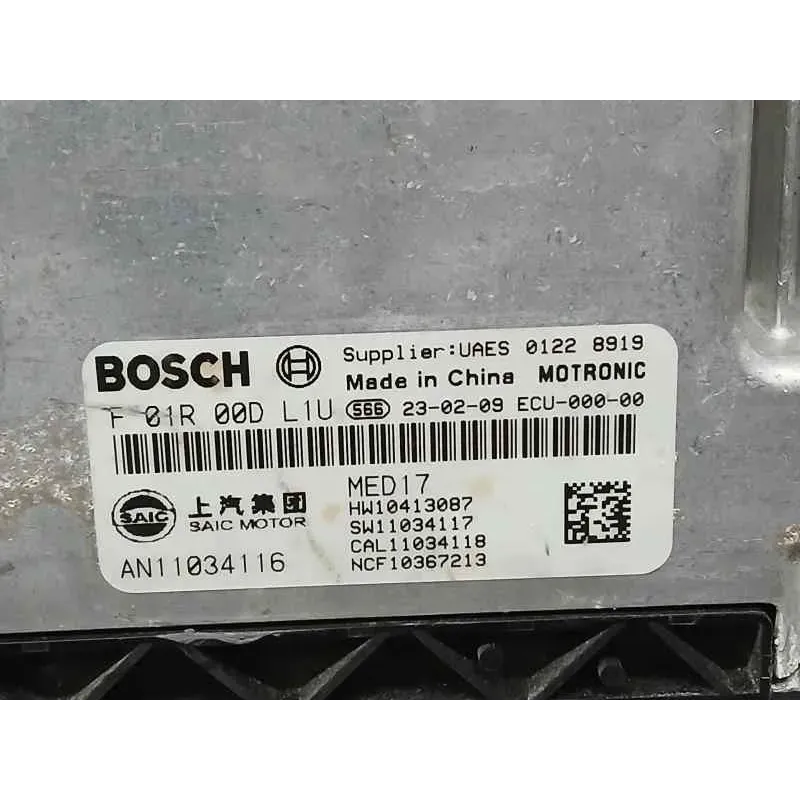 BOSCH Supplier:UAES 0122 8919
Made in China MOTRONIC
F 01R 00D L1U 566 23-02-09 ECU-000-00
MED17
SAIC 上汽集团 HW10413087
SAIC MOTOR SW11034117
CAL11034118
AN11034116 NCF10367213